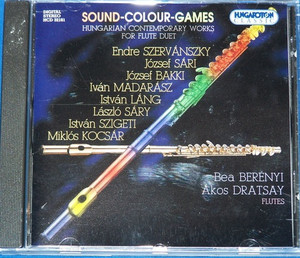 DIGITAL
STEREO
HCD 32101
SOUND-COLOUR-GAMES
HUNGARIAN CONTEMPORARY WORKS
FOR FLUTE DUET
HUNGAROTON
CLASSIC
Endre SZERVÁNSZKY
József SÁRI
József BAKKI
Iván MADARÁSZ
István LÁNG
László SÁRY
István SZIGETI
Miklós KOCSÁR
Bea BERÉNYI
Ákos DRATSAY
FLUTES